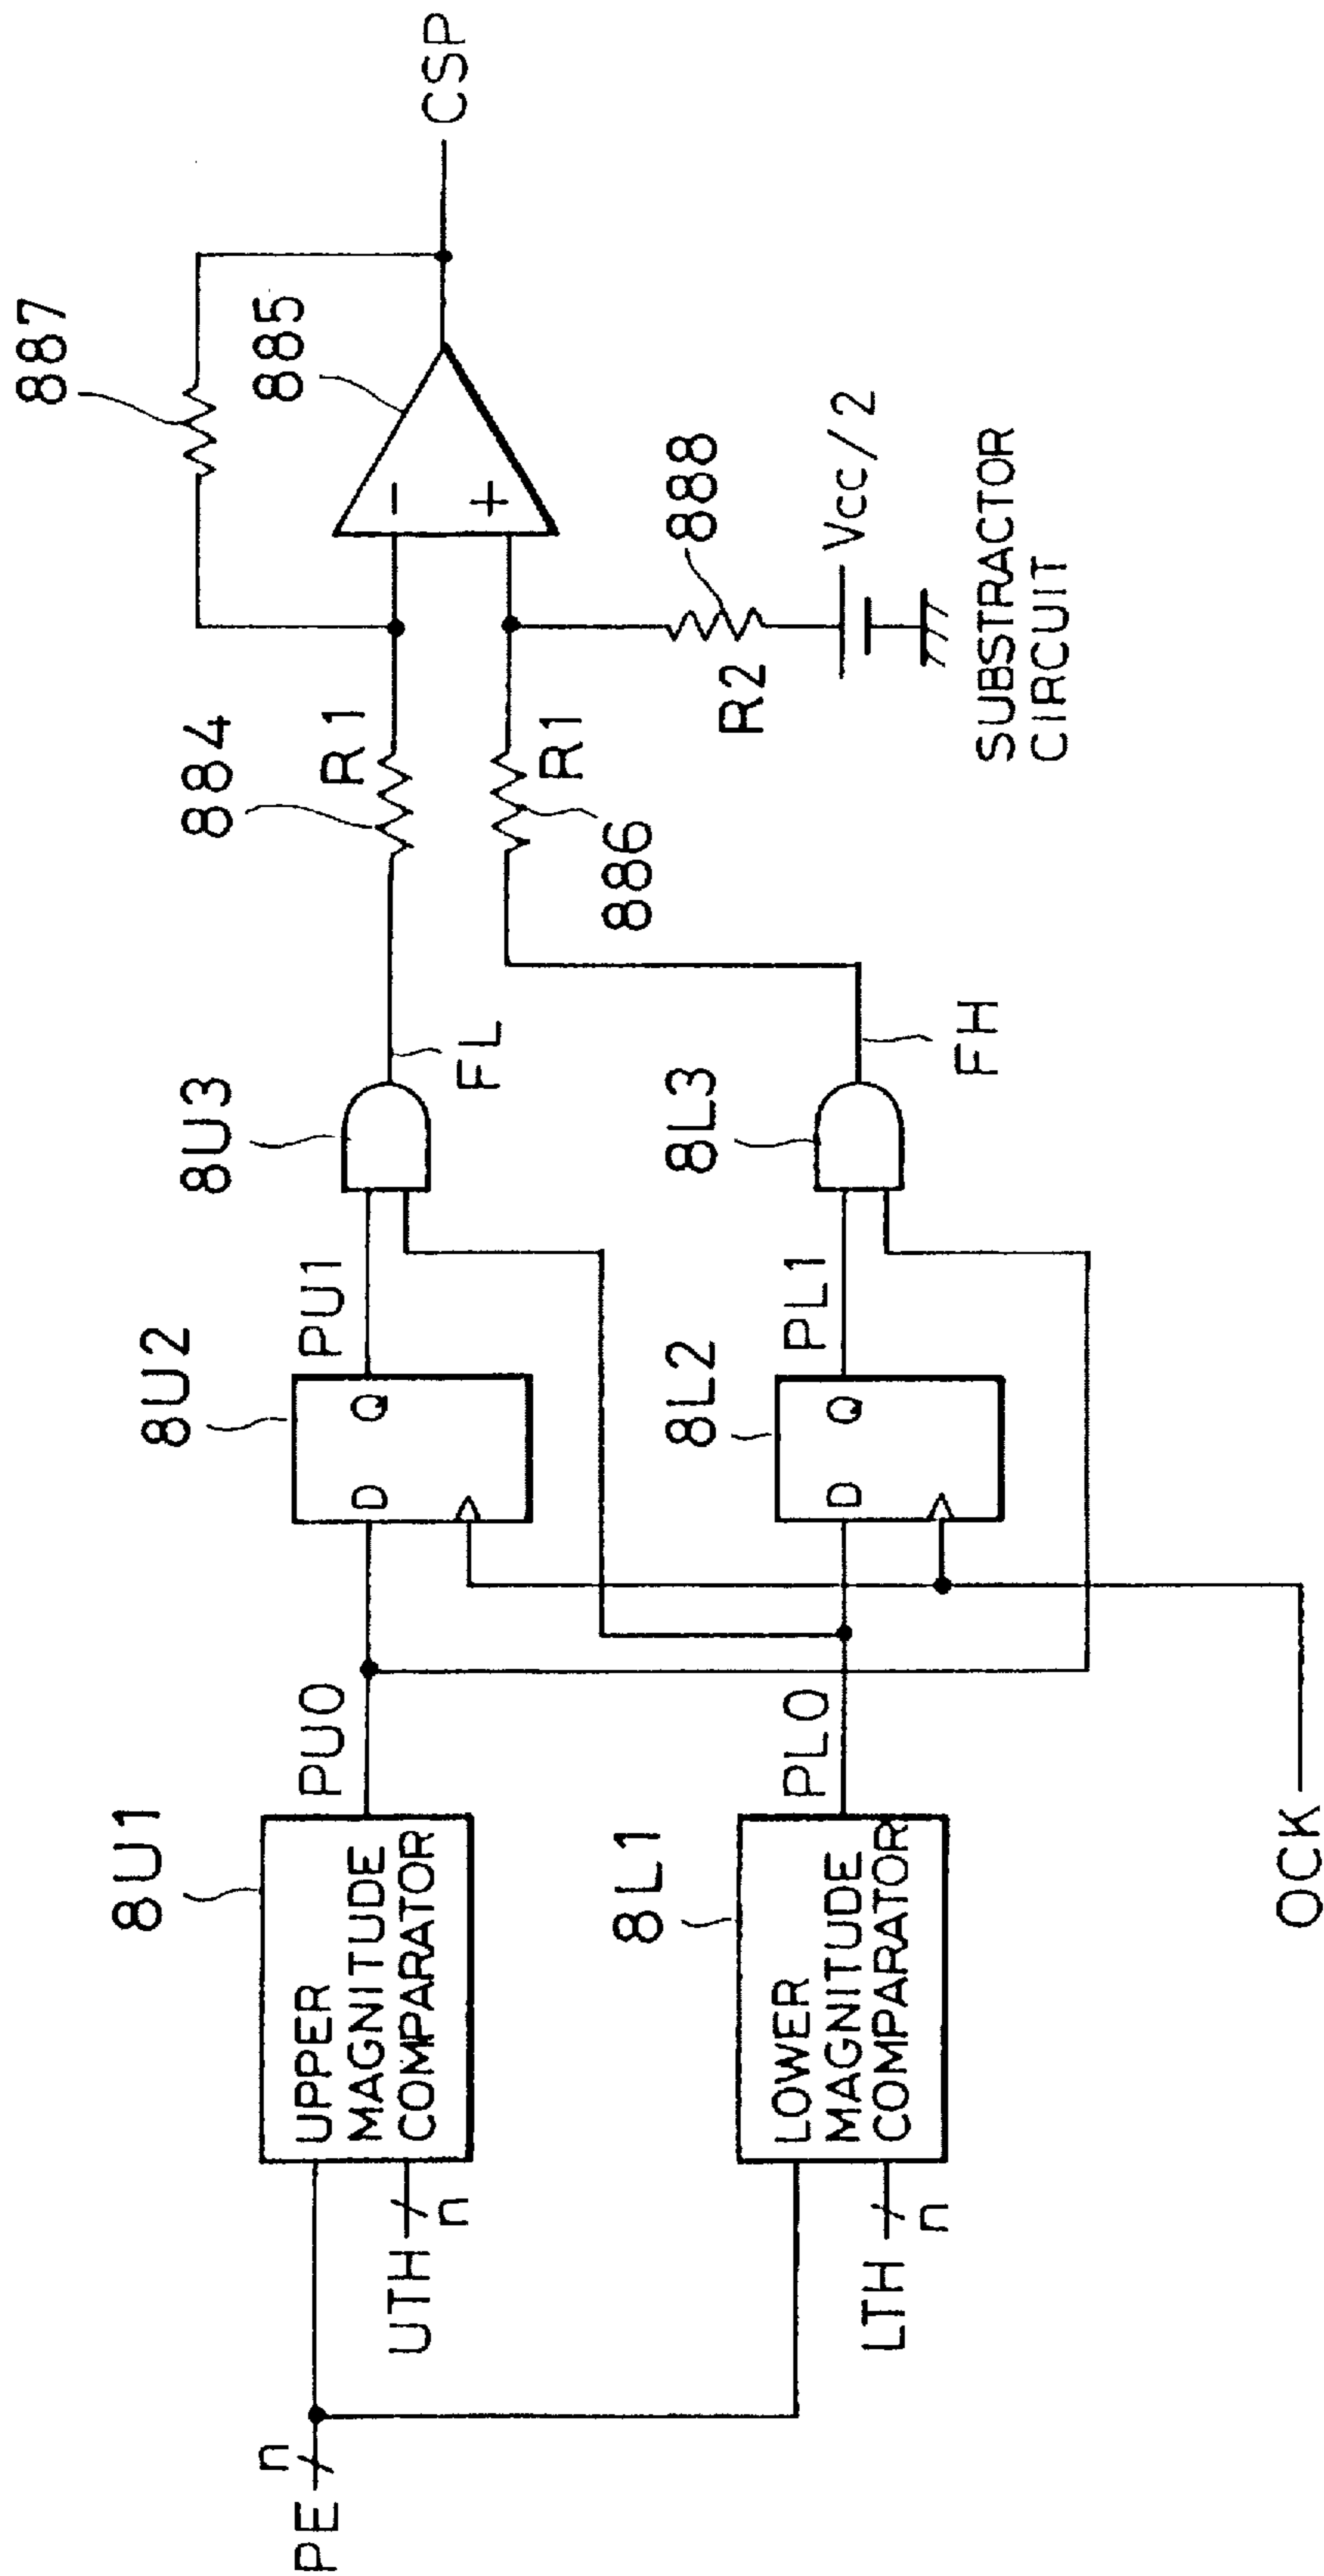 PE
n
UTH
n
LTH
n
8U1
UPPER
MAGNITUDE
COMPARATOR
8L1
LOWER
MAGNITUDE
COMPARATOR
PU0
PL0
OCK
8U2
D
Q
8L2
D
Q
PU1
PL1
8U3
FL
8L3
FH
884
R1
R1
886
887
885
-
+
888
R2
Vcc/2
SUBSTRACTOR
CIRCUIT
CSP